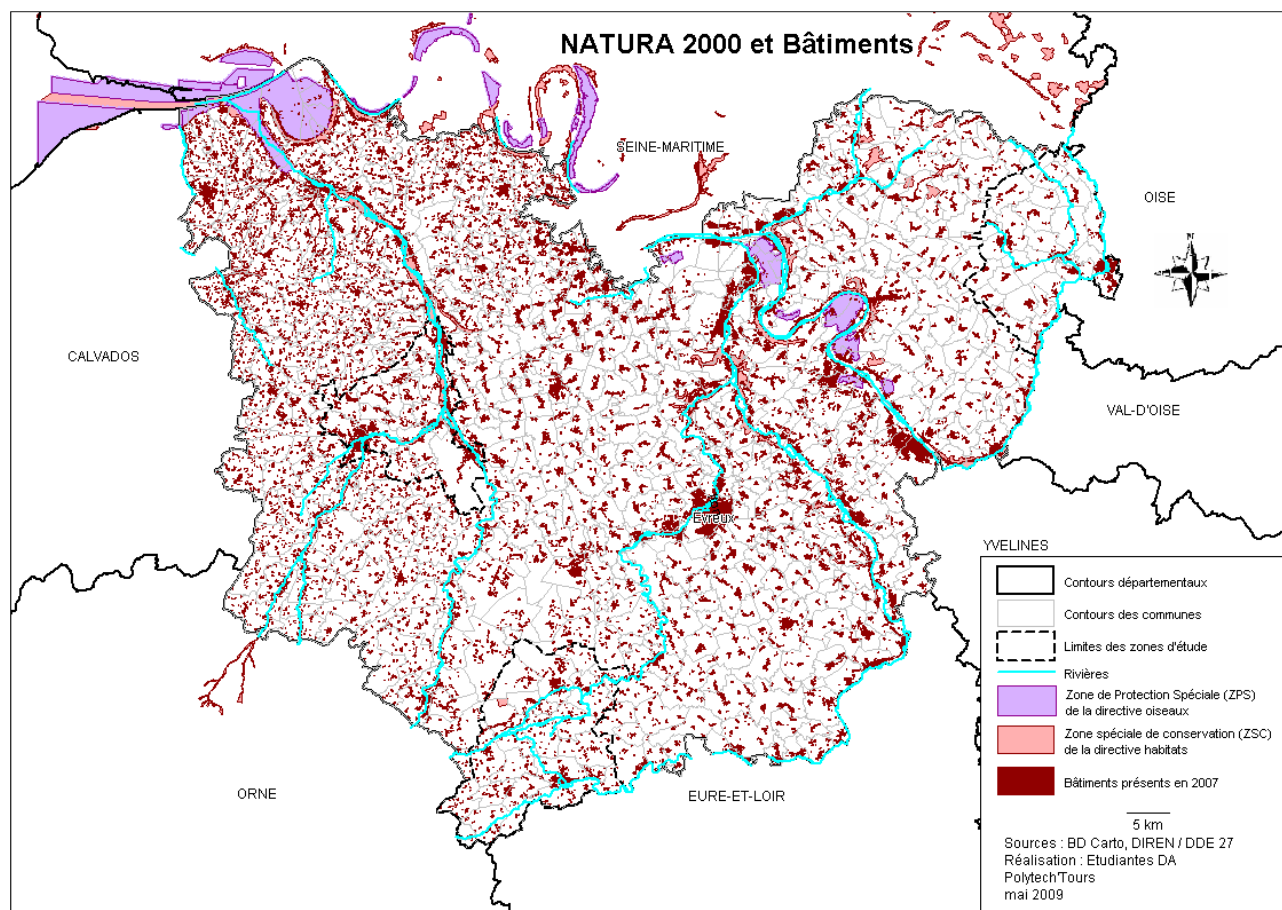 NATURA 2000 et Bâtiments
SEINE-MARITIME
OISE
CALVADOS
VAL-D'OISE
Evreux
YVELINES
ORNE
EURE-ET-LOIR
Contours départementaux
Contours des communes
Limites des zones d'étude
Rivières
Zone de Protection Spéciale (ZPS)
de la directive oiseaux
Zone spéciale de conservation (ZSC)
de la directive habitats
Bâtiments présents en 2007
5 km
Sources : BD Carto, DIREN / DDE 27
Réalisation : Etudiantes DA
Polytech'Tours
mai 2009